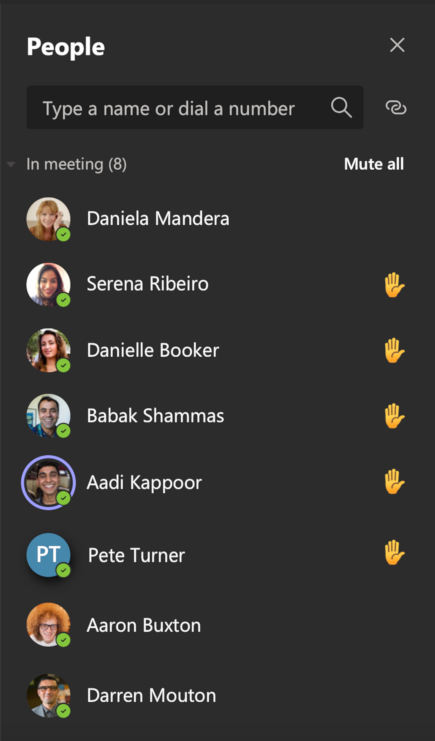 People
Type a name or dial a number
In meeting (8) Mute all
Daniela Mandera
Serena Ribeiro
Danielle Booker
Babak Shammas
Aadi Kappoor
PT Pete Turner
Aaron Buxton
Darren Mouton